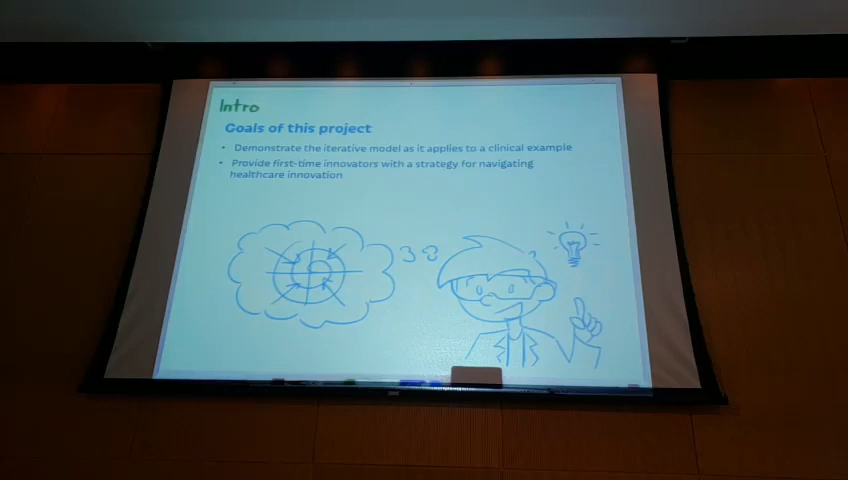 Intro
Goals of this project
• Demonstrate the iterative model as it applies to a clinical example
• Provide first-time innovators with a strategy for navigating
healthcare innovation